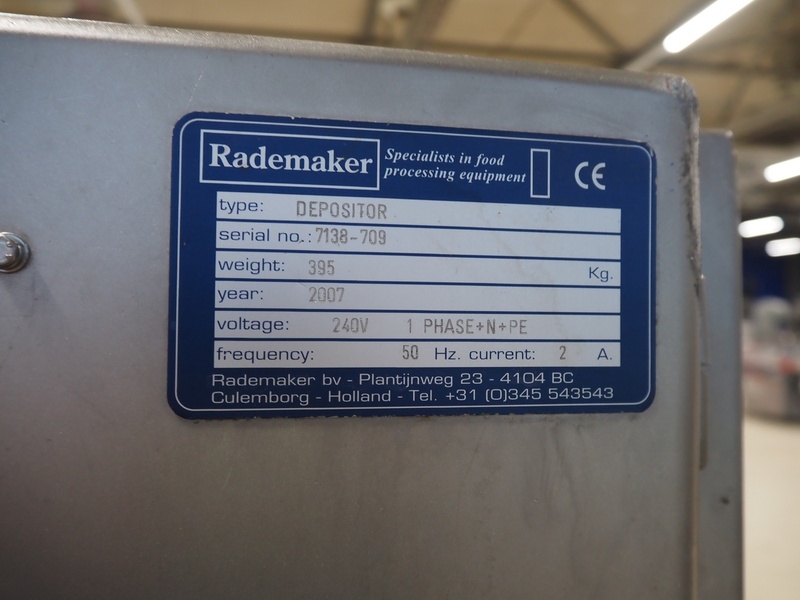 Rademaker
Specialists in food
processing equipment
CE
type: DEPOSITOR
serial no.: 7138-709
weight: 395 Kg.
year: 2007
voltage: 240V 1 PHASE+N+PE
frequency: 50 Hz. current: 2 A.
Rademaker bv - Plantijnweg 23 - 4104 BC
Culemborg - Holland - Tel. +31 (0)345 543543